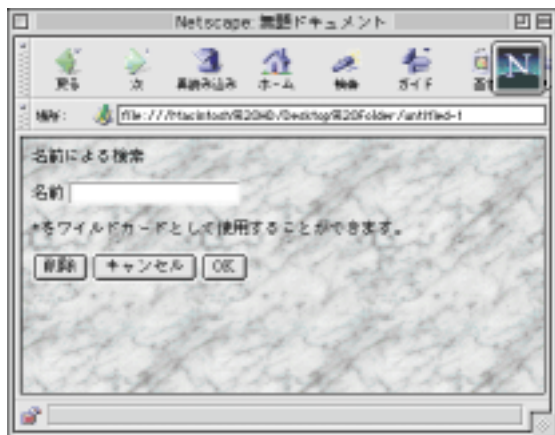 Netscape: 無題ドキュメント
戻る 次 再読み込み ホーム 検索 ガイド
場所: file:///Macintosh%20HD/Desktop%20Folder/untitled-1
名前による検索
名前
*をワイルドカードとして使用することができます。
削除 キャンセル OK